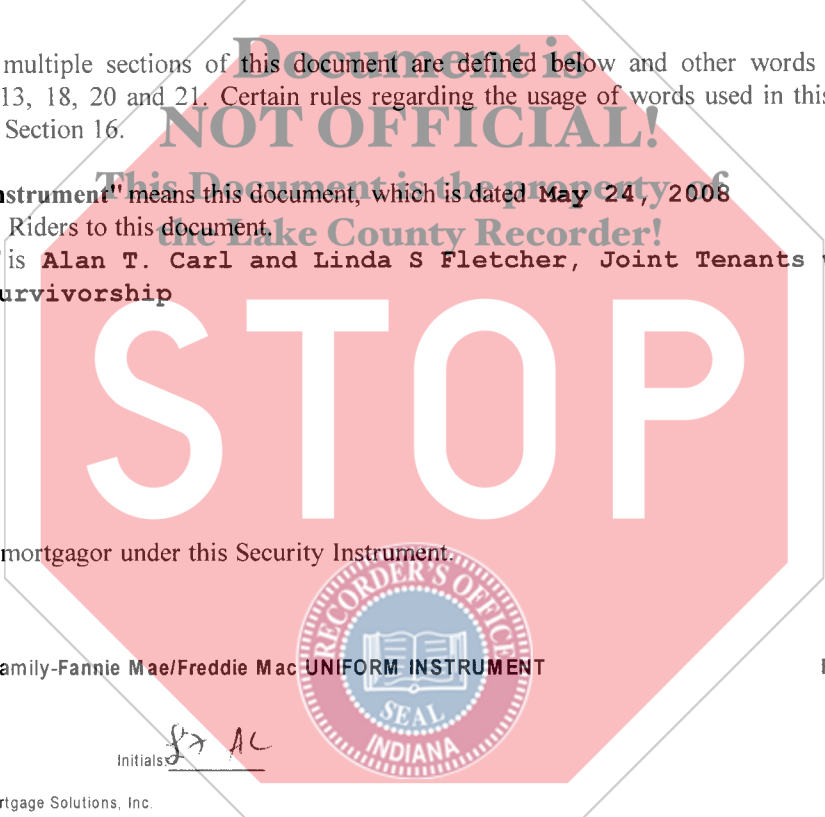 Document is
multiple sections of this document are defined below and other words
13, 18, 20 and 21. Certain rules regarding the usage of words used in this
NOT OFFICIAL!
Section 16.
This Document is the property of
nstrument" means this document, which is dated May 24, 2008
Riders to this document.
the Lake County Recorder!
is Alan T. Carl and Linda S Fletcher, Joint Tenants
urvivorship
STOP
mortgagor under this Security Instrument.
RECORDER'S OFFICE
amily-Fannie Mae/Freddie Mac UNIFORM INSTRUMENT
SEAL
INDIANA
Initials: AC
rtgage Solutions, Inc.